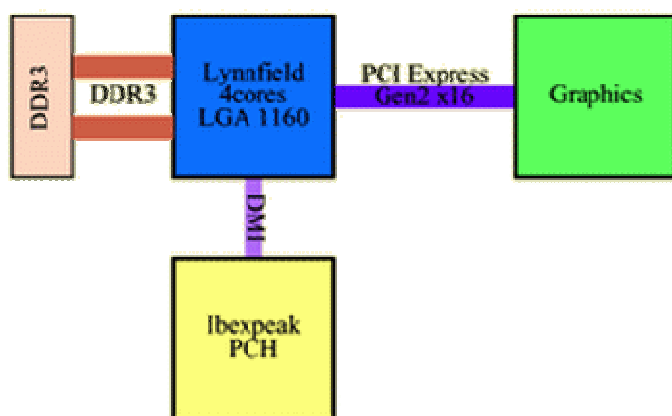 DDR3
DDR3
Lynnfield
4cores
LGA 1160
PCI Express
Gen2 x16
Graphics
DMI
Ibexpeak
PCH